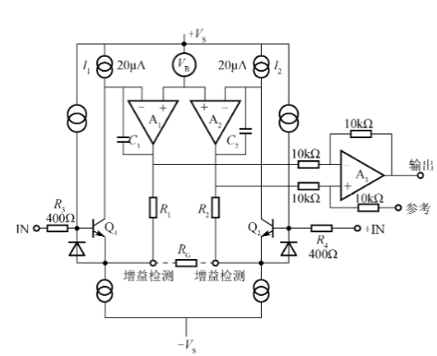 +V_S
I_1 20μA V_B 20μA I_2
- + + -
A_1 A_2
C_1 C_2
10kΩ
10kΩ - A_3 输出
+
10kΩ 10kΩ 参考
R_3 R_1 R_2
400Ω
IN Q_1 Q_2 +IN
R_G R_4
400Ω
增益检测 增益检测
-V_S